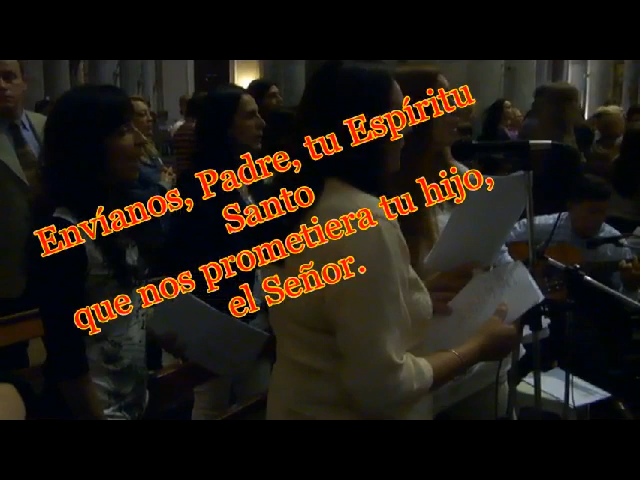 Envíanos, Padre, tu Espíritu
Santo
que nos prometiera tu hijo,
el Señor.